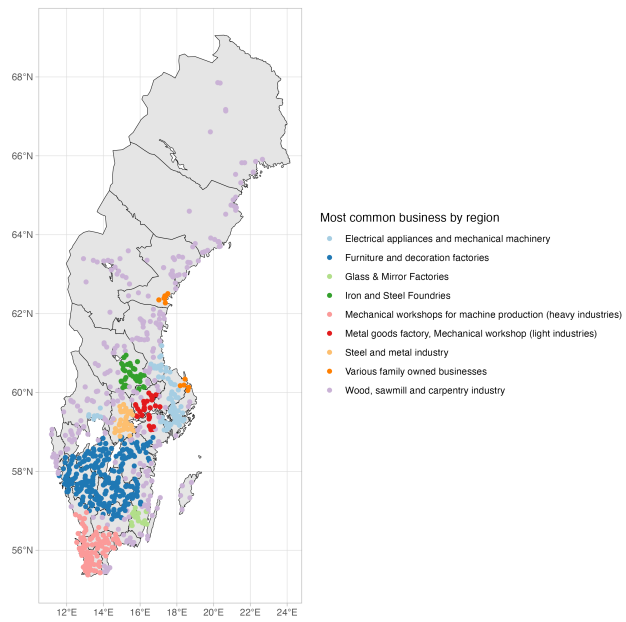 68°N
66°N
64°N
62°N
60°N
58°N
56°N
12°E 14°E 16°E 18°E 20°E 22°E 24°E
Most common business by region
Electrical appliances and mechanical machinery
Furniture and decoration factories
Glass & Mirror Factories
Iron and Steel Foundries
Mechanical workshops for machine production (heavy industries)
Metal goods factory, Mechanical workshop (light industries)
Steel and metal industry
Various family owned businesses
Wood, sawmill and carpentry industry